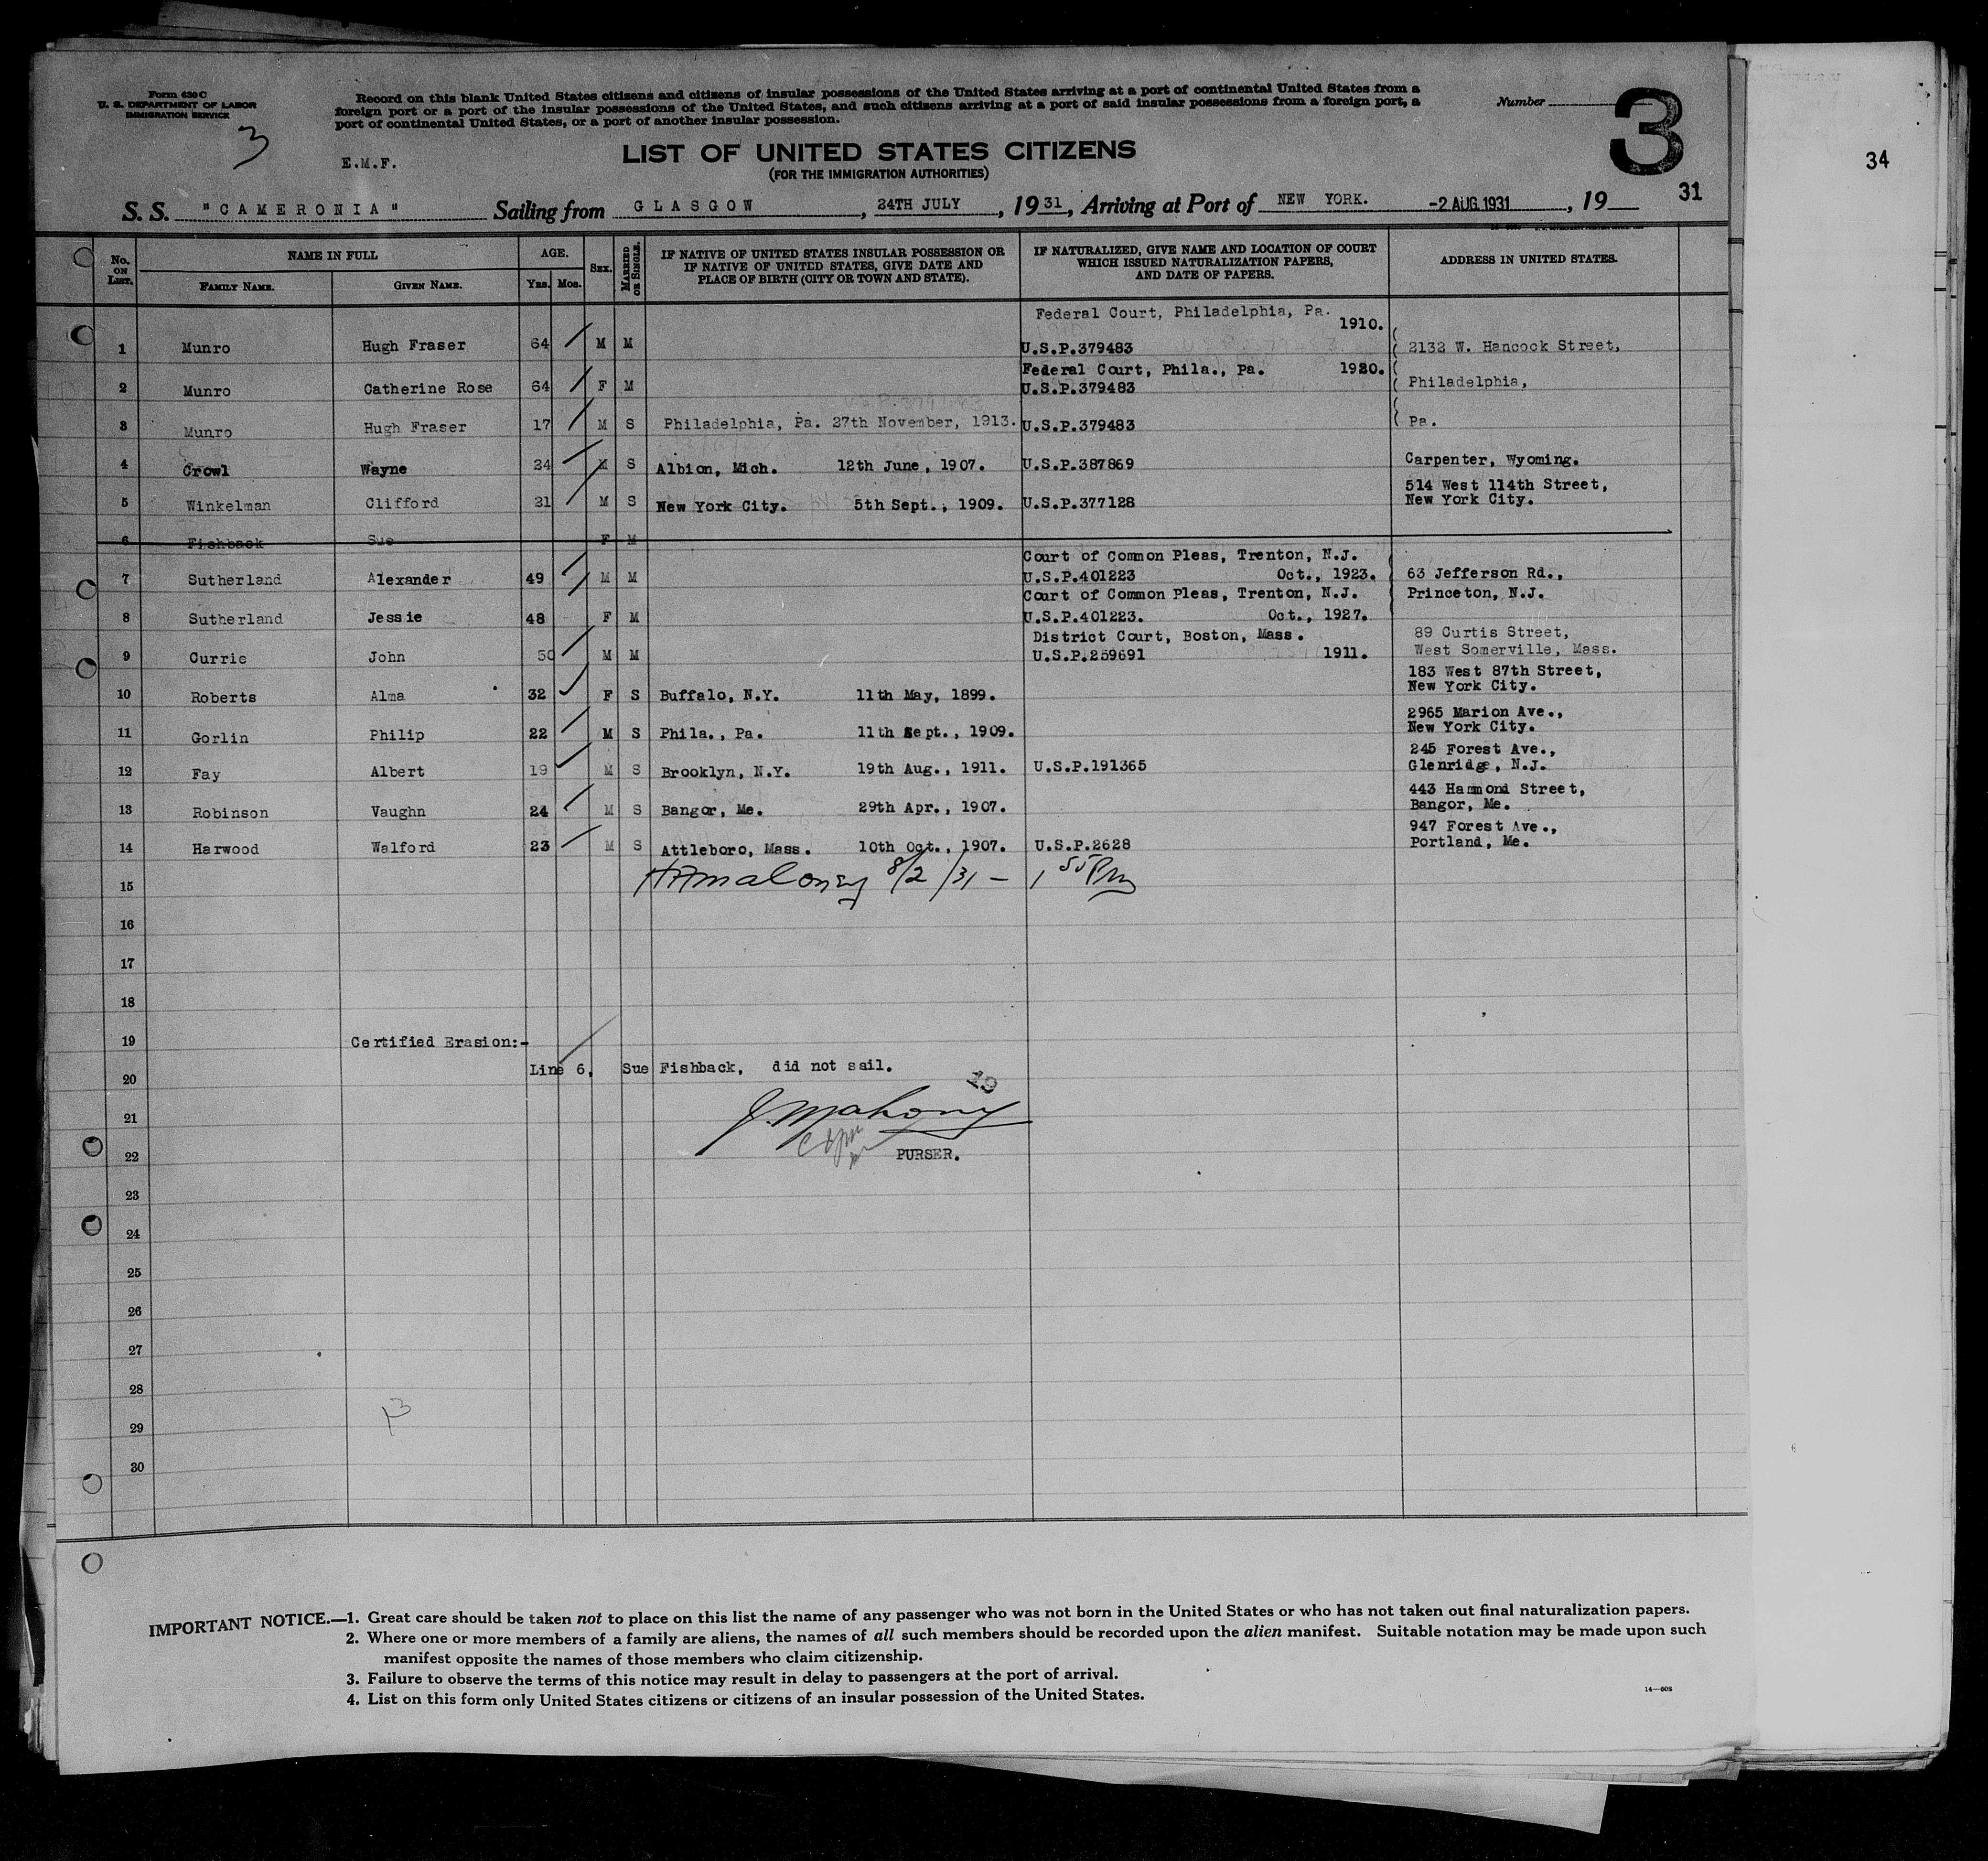 Form 630 C
U. S. DEPARTMENT OF LABOR
IMMIGRATION SERVICE
3
Record on this blank United States citizens and citizens of insular possessions of the United States arriving at a port of continental United States from a
foreign port or a port of the insular possessions of the United States, and such citizens arriving at a port of said insular possessions from a foreign port, a
port of continental United States, or a port of another insular possession.
Number
3
34
E.M.F.
LIST OF UNITED STATES CITIZENS
(FOR THE IMMIGRATION AUTHORITIES)
31
S. S. "CAMERONIA" Sailing from GLASGOW, 24TH JULY, 1931, Arriving at Port of NEW YORK. -2 AUG 1931, 19
No. ON LIST. NAME IN FULL AGE. SEX. MARRIED OR SINGLE. IF NATIVE OF UNITED STATES INSULAR POSSESSION OR IF NATIVE OF UNITED STATES, GIVE DATE AND PLACE OF BIRTH (CITY OR TOWN AND STATE). IF NATURALIZED, GIVE NAME AND LOCATION OF COURT WHICH ISSUED NATURALIZATION PAPERS, AND DATE OF PAPERS. ADDRESS IN UNITED STATES.
FAMILY NAME. GIVEN NAME. Yrs. Mos.
Federal Court, Philadelphia, Pa.
1910.
1 Munro Hugh Fraser 64 M M U.S.P.379483 2132 W. Hancock Street,
Federal Court, Phila., Pa. 1920.
2 Munro Catherine Rose 64 F M U.S.P.379483 Philadelphia,
3 Munro Hugh Fraser 17 M S Philadelphia, Pa. 27th November, 1913. U.S.P.379483 Pa.
4 Crowl Wayne 24 M S Albion, Mich. 12th June, 1907. U.S.P.387869 Carpenter, Wyoming.
514 West 114th Street,
5 Winkelman Clifford 21 M S New York City. 5th Sept., 1909. U.S.P.377128 New York City.
6 Fishback Sue F M
Court of Common Pleas, Trenton, N.J.
7 Sutherland Alexander 49 M M U.S.P.401223 Oct., 1923. 63 Jefferson Rd.,
Court of Common Pleas, Trenton, N.J. Princeton, N.J.
8 Sutherland Jessie 48 F M U.S.P.401223. Oct., 1927.
District Court, Boston, Mass. 89 Curtis Street,
9 Currie John 50 M M U.S.P.259691 1911. West Somerville, Mass.
183 West 87th Street,
10 Roberts Alma 32 F S Buffalo, N.Y. 11th May, 1899. New York City.
2965 Marion Ave.,
11 Gorlin Philip 22 M S Phila., Pa. 11th Sept., 1909. New York City.
245 Forest Ave.,
12 Fay Albert 19 M S Brooklyn, N.Y. 19th Aug., 1911. U.S.P.191365 Glenridge, N.J.
443 Hammond Street,
13 Robinson Vaughn 24 M S Bangor, Me. 29th Apr., 1907. Bangor, Me.
947 Forest Ave.,
14 Harwood Walford 23 M S Attleboro, Mass. 10th Oct., 1907. U.S.P.2628 Portland, Me.
15 Maloney 8/2/31 - 1 55 Pm
16
17
18
19 Certified Erasion:-
20 Line 6, Sue Fishback, did not sail.
19
21 J. Mahony
22 PURSER.
23
24
25
26
27
28
13
29
30
IMPORTANT NOTICE.—1. Great care should be taken not to place on this list the name of any passenger who was not born in the United States or who has not taken out final naturalization papers.
2. Where one or more members of a family are aliens, the names of all such members should be recorded upon the alien manifest. Suitable notation may be made upon such
manifest opposite the names of those members who claim citizenship.
3. Failure to observe the terms of this notice may result in delay to passengers at the port of arrival.
4. List on this form only United States citizens or citizens of an insular possession of the United States.
14—608